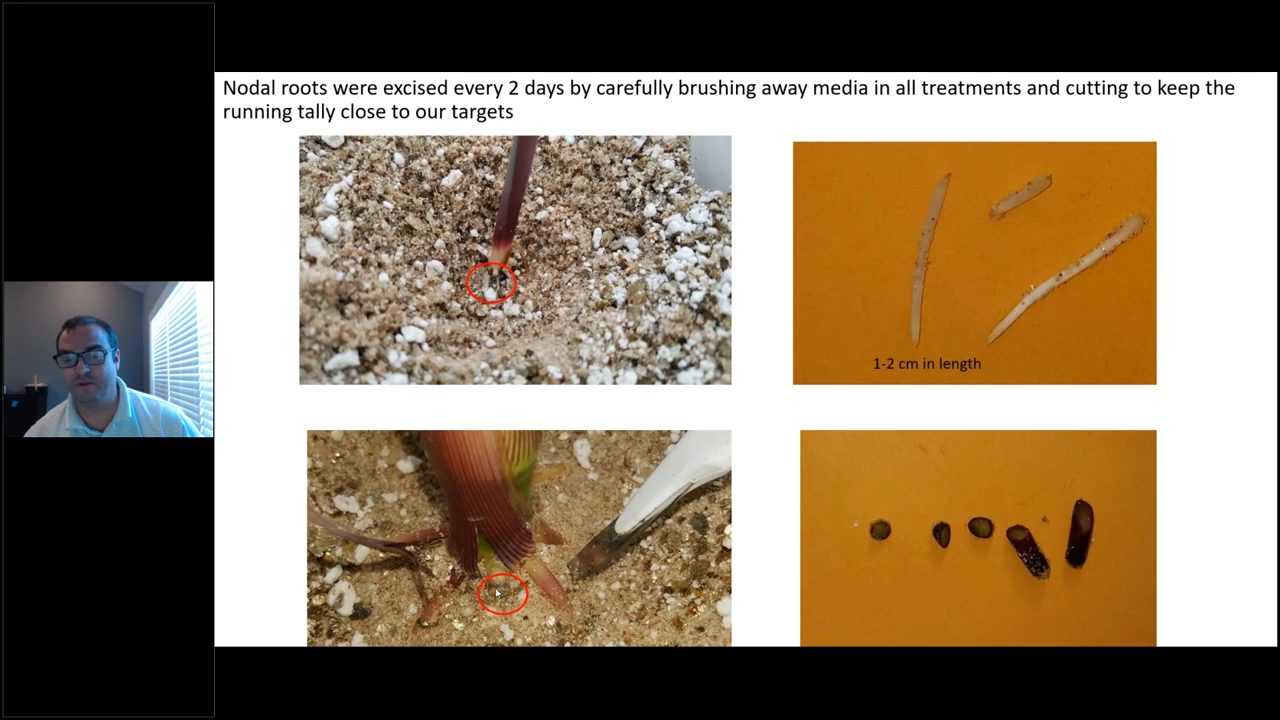 Nodal roots were excised every 2 days by carefully brushing away media in all treatments and cutting to keep the
running tally close to our targets
1-2 cm in length